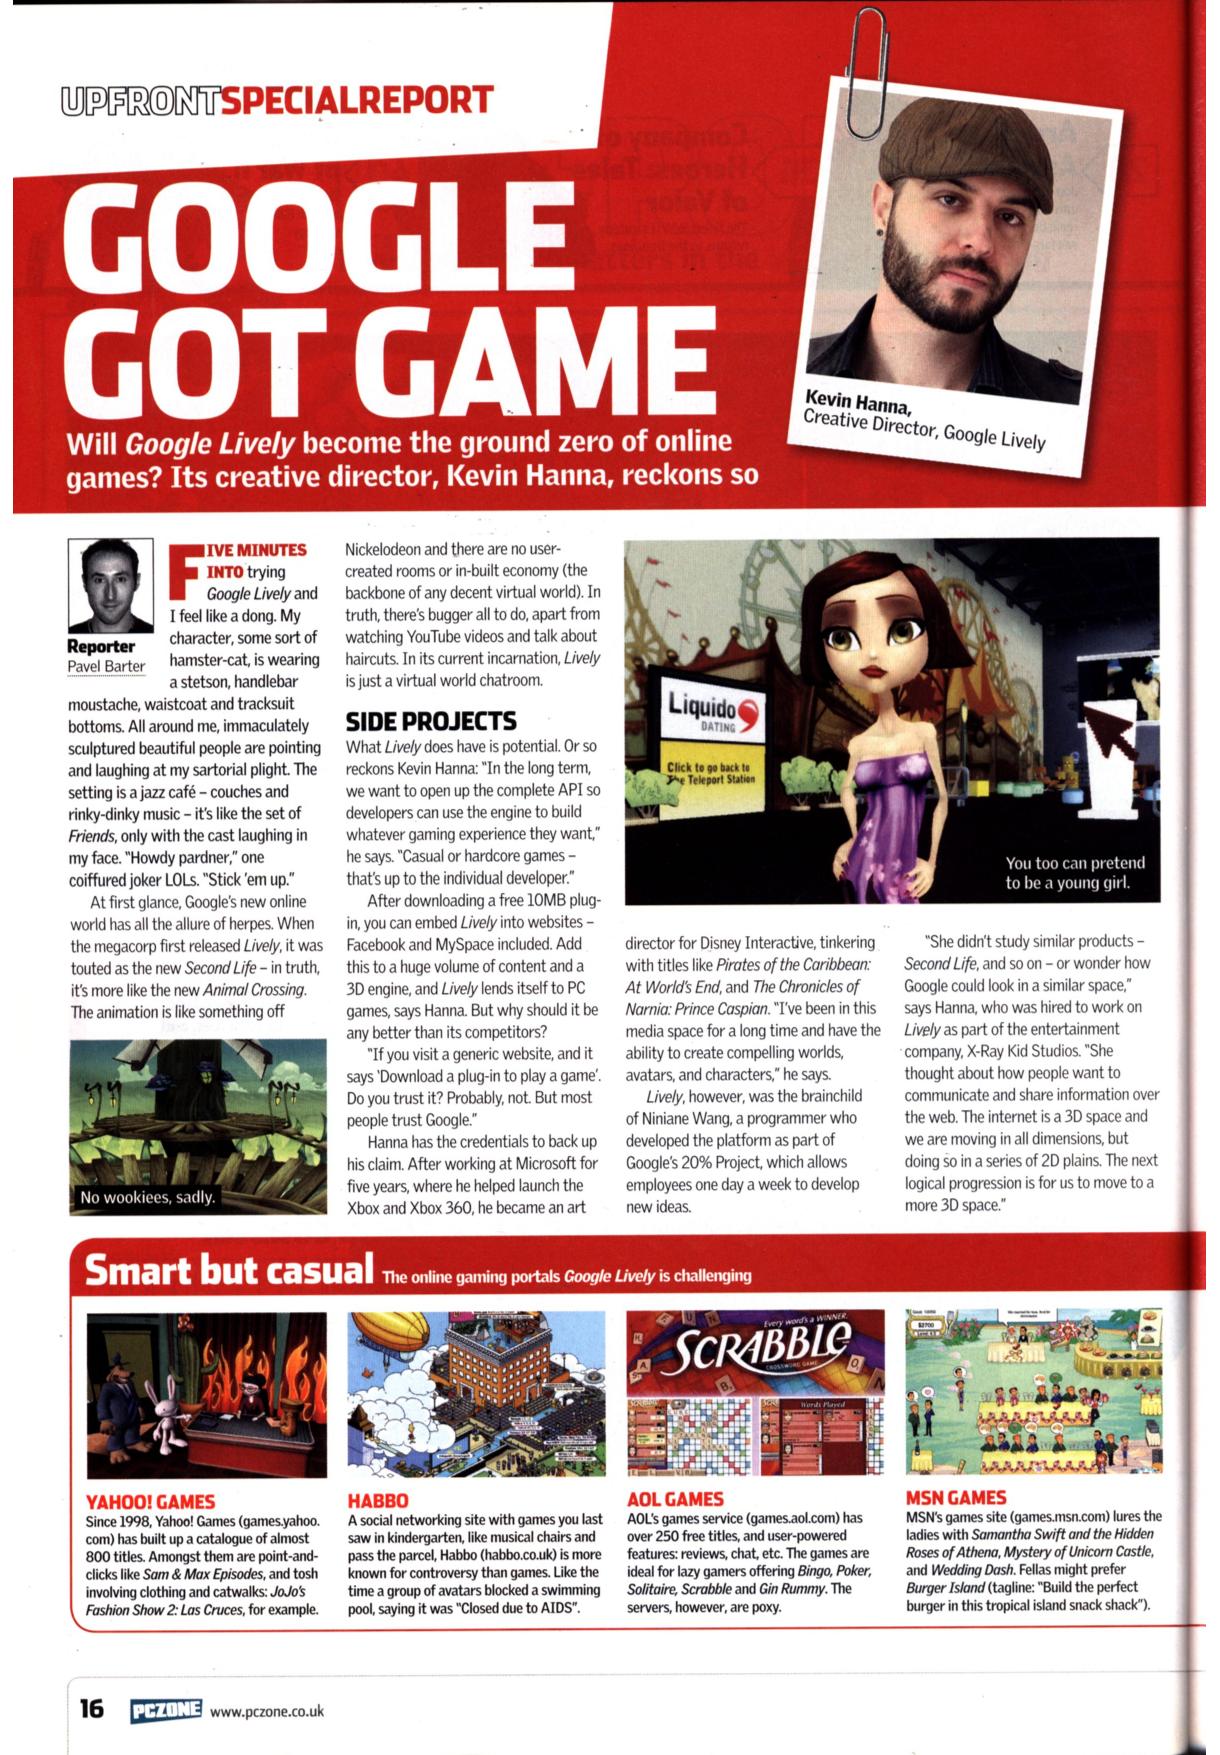 UPFRONTSPECIALREPORT
GOOGLE
GOT GAME
Will Google Lively become the ground zero of online
games? Its creative director, Kevin Hanna, reckons so
Kevin Hanna,
Creative Director, Google Lively
Reporter
Pavel Barter
FIVE MINUTES
INTO trying
Google Lively and
I feel like a dong. My
character, some sort of
hamster-cat, is wearing
a stetson, handlebar
moustache, waistcoat and tracksuit
bottoms. All around me, immaculately
sculptured beautiful people are pointing
and laughing at my sartorial plight. The
setting is a jazz café – couches and
rinky-dinky music – it's like the set of
Friends, only with the cast laughing in
my face. "Howdy pardner," one
coiffured joker LOLs. "Stick 'em up."
At first glance, Google's new online
world has all the allure of herpes. When
the megacorp first released Lively, it was
touted as the new Second Life – in truth,
it's more like the new Animal Crossing.
The animation is like something off
No wookiees, sadly.
Nickelodeon and there are no user-
created rooms or in-built economy (the
backbone of any decent virtual world). In
truth, there's bugger all to do, apart from
watching YouTube videos and talk about
haircuts. In its current incarnation, Lively
is just a virtual world chatroom.
SIDE PROJECTS
What Lively does have is potential. Or so
reckons Kevin Hanna: "In the long term,
we want to open up the complete API so
developers can use the engine to build
whatever gaming experience they want,"
he says. "Casual or hardcore games –
that's up to the individual developer."
After downloading a free 10MB plug-
in, you can embed Lively into websites –
Facebook and MySpace included. Add
this to a huge volume of content and a
3D engine, and Lively lends itself to PC
games, says Hanna. But why should it be
any better than its competitors?
"If you visit a generic website, and it
says 'Download a plug-in to play a game'.
Do you trust it? Probably, not. But most
people trust Google."
Hanna has the credentials to back up
his claim. After working at Microsoft for
five years, where he helped launch the
Xbox and Xbox 360, he became an art
Liquido
DATING
Click to go back to
The Teleport Station
You too can pretend
to be a young girl.
director for Disney Interactive, tinkering
with titles like Pirates of the Caribbean:
At World's End, and The Chronicles of
Narnia: Prince Caspian. "I've been in this
media space for a long time and have the
ability to create compelling worlds,
avatars, and characters," he says.
Lively, however, was the brainchild
of Niniane Wang, a programmer who
developed the platform as part of
Google's 20% Project, which allows
employees one day a week to develop
new ideas.
"She didn't study similar products –
Second Life, and so on – or wonder how
Google could look in a similar space,"
says Hanna, who was hired to work on
Lively as part of the entertainment
company, X-Ray Kid Studios. "She
thought about how people want to
communicate and share information over
the web. The internet is a 3D space and
we are moving in all dimensions, but
doing so in a series of 2D plains. The next
logical progression is for us to move to a
more 3D space."
Smart but casual The online gaming portals Google Lively is challenging
YAHOO! GAMES
Since 1998, Yahoo! Games (games.yahoo.
com) has built up a catalogue of almost
800 titles. Amongst them are point-and-
clicks like Sam & Max Episodes, and tosh
involving clothing and catwalks: JoJo's
Fashion Show 2: Las Cruces, for example.
HABBO
A social networking site with games you last
saw in kindergarten, like musical chairs and
pass the parcel, Habbo (habbo.co.uk) is more
known for controversy than games. Like the
time a group of avatars blocked a swimming
pool, saying it was "Closed due to AIDS".
Every word's a WINNER.
SCRABBLE
CROSSWORD GAME
Words Played
AOL GAMES
AOL's games service (games.aol.com) has
over 250 free titles, and user-powered
features: reviews, chat, etc. The games are
ideal for lazy gamers offering Bingo, Poker,
Solitaire, Scrabble and Gin Rummy. The
servers, however, are poxy.
$2700
MSN GAMES
MSN's games site (games.msn.com) lures the
ladies with Samantha Swift and the Hidden
Roses of Athena, Mystery of Unicorn Castle,
and Wedding Dash. Fellas might prefer
Burger Island (tagline: "Build the perfect
burger in this tropical island snack shack").
16 PCZONE www.pczone.co.uk